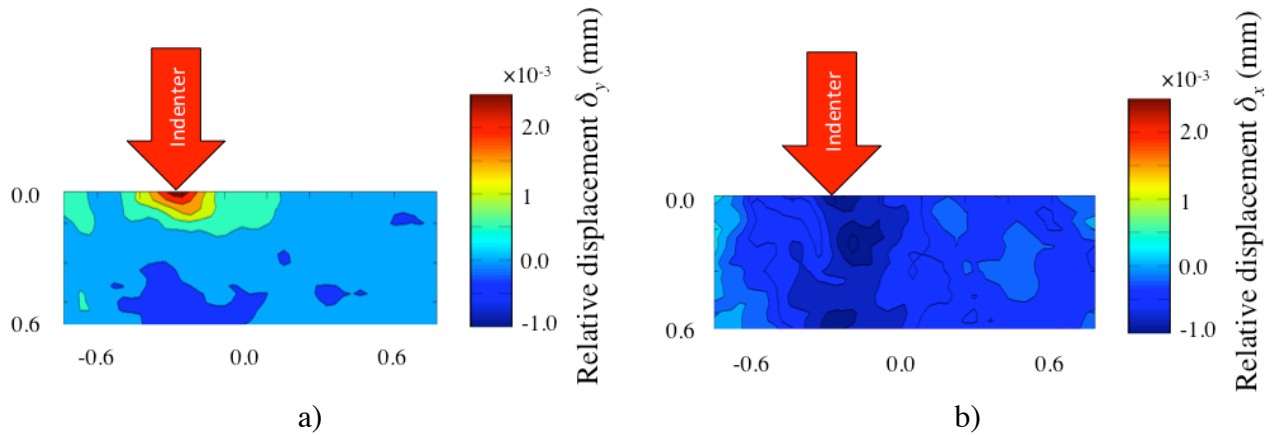 Indenter
×10⁻³
2.0
1
0.0
-1.0
Relative displacement δy (mm)
0.0
0.6
-0.6 0.0 0.6
a)
Indenter
×10⁻³
2.0
1
0.0
-1.0
Relative displacement δx (mm)
0.0
0.6
-0.6 0.0 0.6
b)